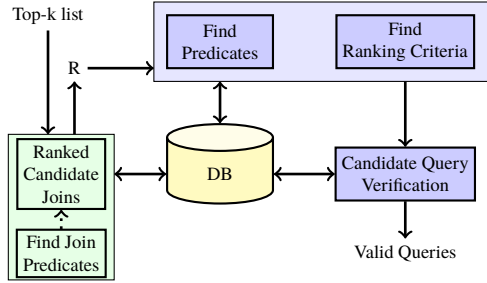 Top-k list
Find
Predicates
Find
Ranking Criteria
R
Ranked
Candidate
Joins
DB
Candidate Query
Verification
Find Join
Predicates
Valid Queries